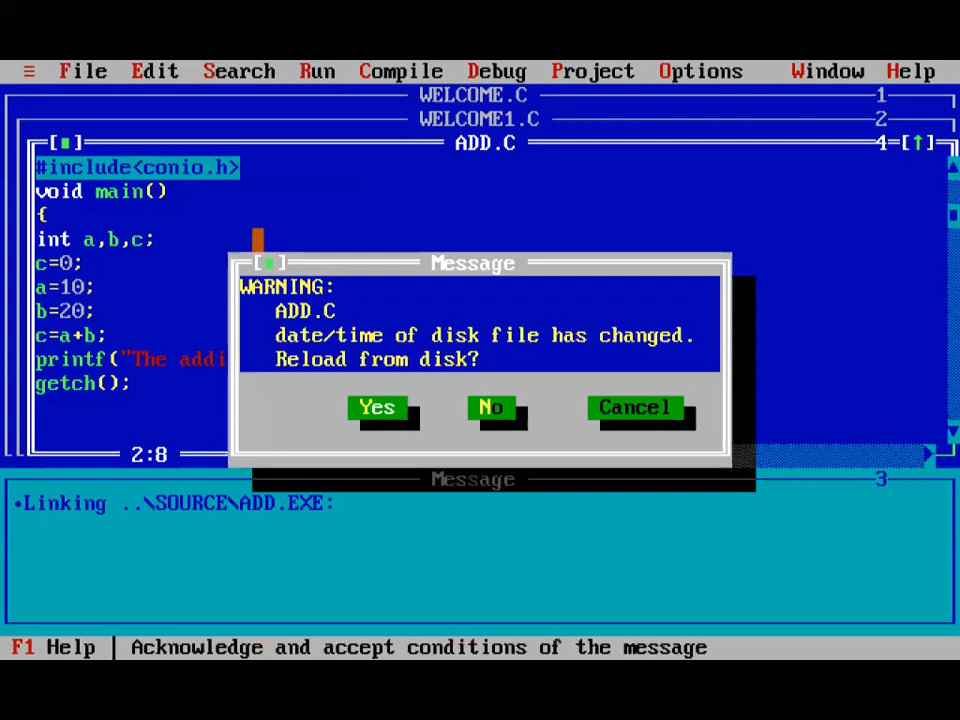 ≡ File Edit Search Run Compile Debug Project Options Window Help
WELCOME.C 1
WELCOME1.C 2
[■] ADD.C 4=[↑]
#include<conio.h>
void main()
{
int a,b,c;
c=0;
a=10;
b=20;
c=a+b;
printf("The addi
getch();
2:8
[■] Message
WARNING:
ADD.C
date/time of disk file has changed.
Reload from disk?
Yes No Cancel
Message 3
•Linking ..\SOURCE\ADD.EXE:
F1 Help | Acknowledge and accept conditions of the message